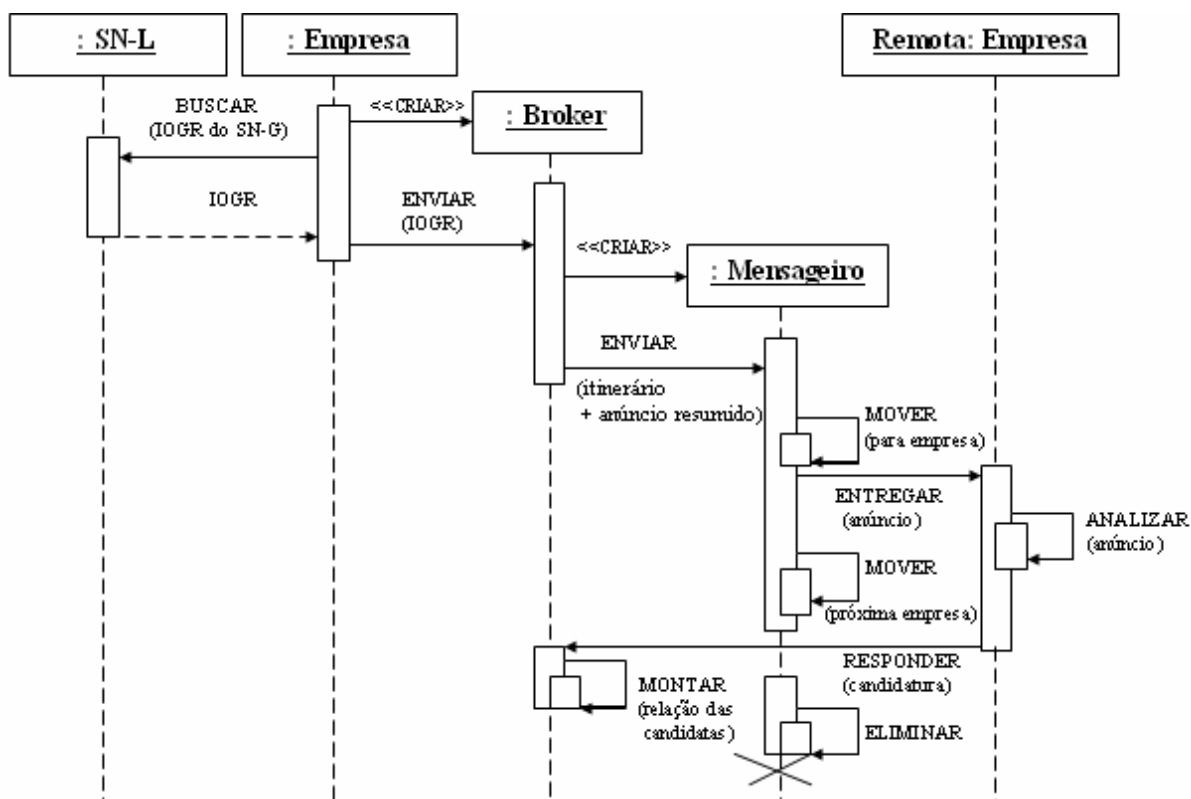 : SN-L
: Empresa
Remota: Empresa
BUSCAR
(IOGR do SN-G)
<<CRIAR>>
: Broker
IOGR
ENVIAR
(IOGR)
<<CRIAR>>
: Mensageiro
ENVIAR
(itinerário
+ anúncio resumido)
MOVER
(para empresa)
ENTREGAR
(anúncio)
ANALIZAR
(anúncio)
MOVER
(próxima empresa)
RESPONDER
(candidatura)
MONTAR
(relação das
candidatas)
ELIMINAR